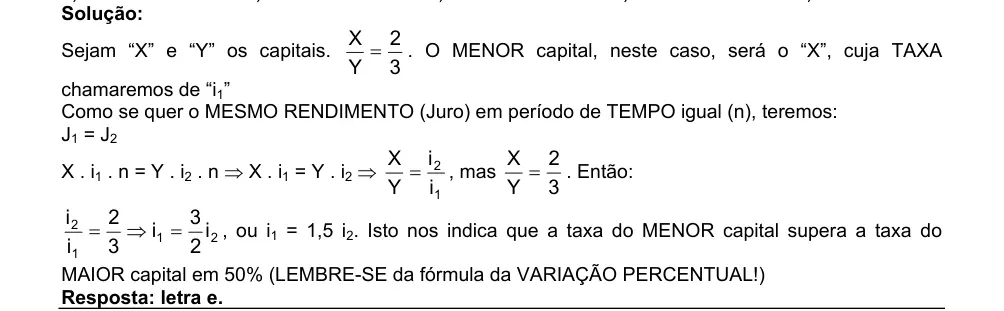 Solução:
Sejam “X” e “Y” os capitais. X/Y = 2/3 . O MENOR capital, neste caso, será o “X”, cuja TAXA
chamaremos de “i₁”
Como se quer o MESMO RENDIMENTO (Juro) em período de TEMPO igual (n), teremos:
J₁ = J₂
X . i₁ . n = Y . i₂ . n ⇒ X . i₁ = Y . i₂ ⇒ X/Y = i₂/i₁ , mas X/Y = 2/3 . Então:
i₂/i₁ = 2/3 ⇒ i₁ = 3/2 i₂ , ou i₁ = 1,5 i₂. Isto nos indica que a taxa do MENOR capital supera a taxa do
MAIOR capital em 50% (LEMBRE-SE da fórmula da VARIAÇÃO PERCENTUAL!)
Resposta: letra e.